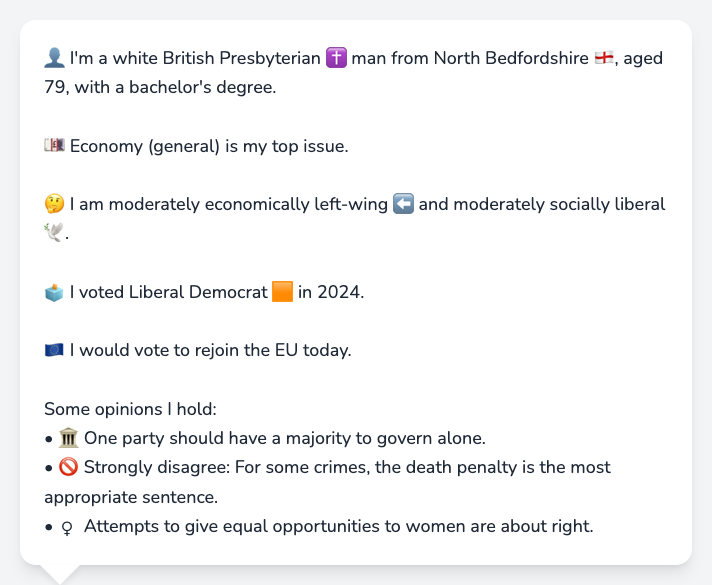 👤 I'm a white British Presbyterian ✝️ man from North Bedfordshire 🏴󠁧󠁢󠁥󠁮󠁧󠁿, aged
79, with a bachelor's degree.
💷 Economy (general) is my top issue.
🤔 I am moderately economically left-wing ⬅️ and moderately socially liberal
🕊️.
🗳️ I voted Liberal Democrat 🟧 in 2024.
🇪🇺 I would vote to rejoin the EU today.
Some opinions I hold:
• 🏛️ One party should have a majority to govern alone.
• 🚫 Strongly disagree: For some crimes, the death penalty is the most
appropriate sentence.
• ♀ Attempts to give equal opportunities to women are about right.